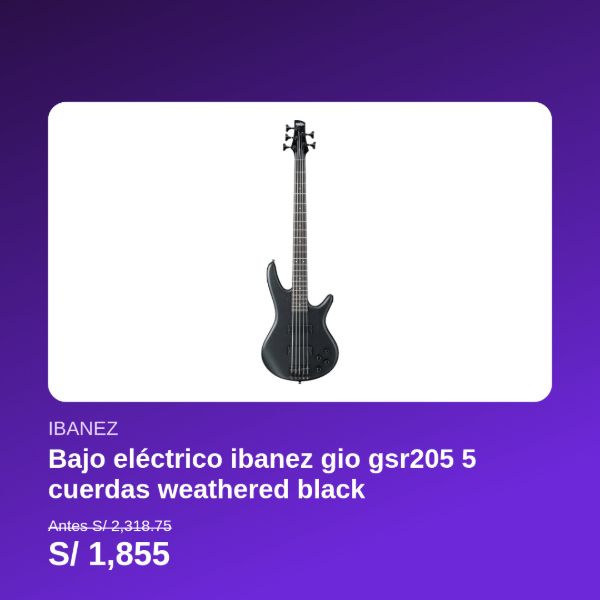 IBANEZ
Bajo eléctrico ibanez gio gsr205 5
cuerdas weathered black
Antes S/ 2,318.75
S/ 1,855